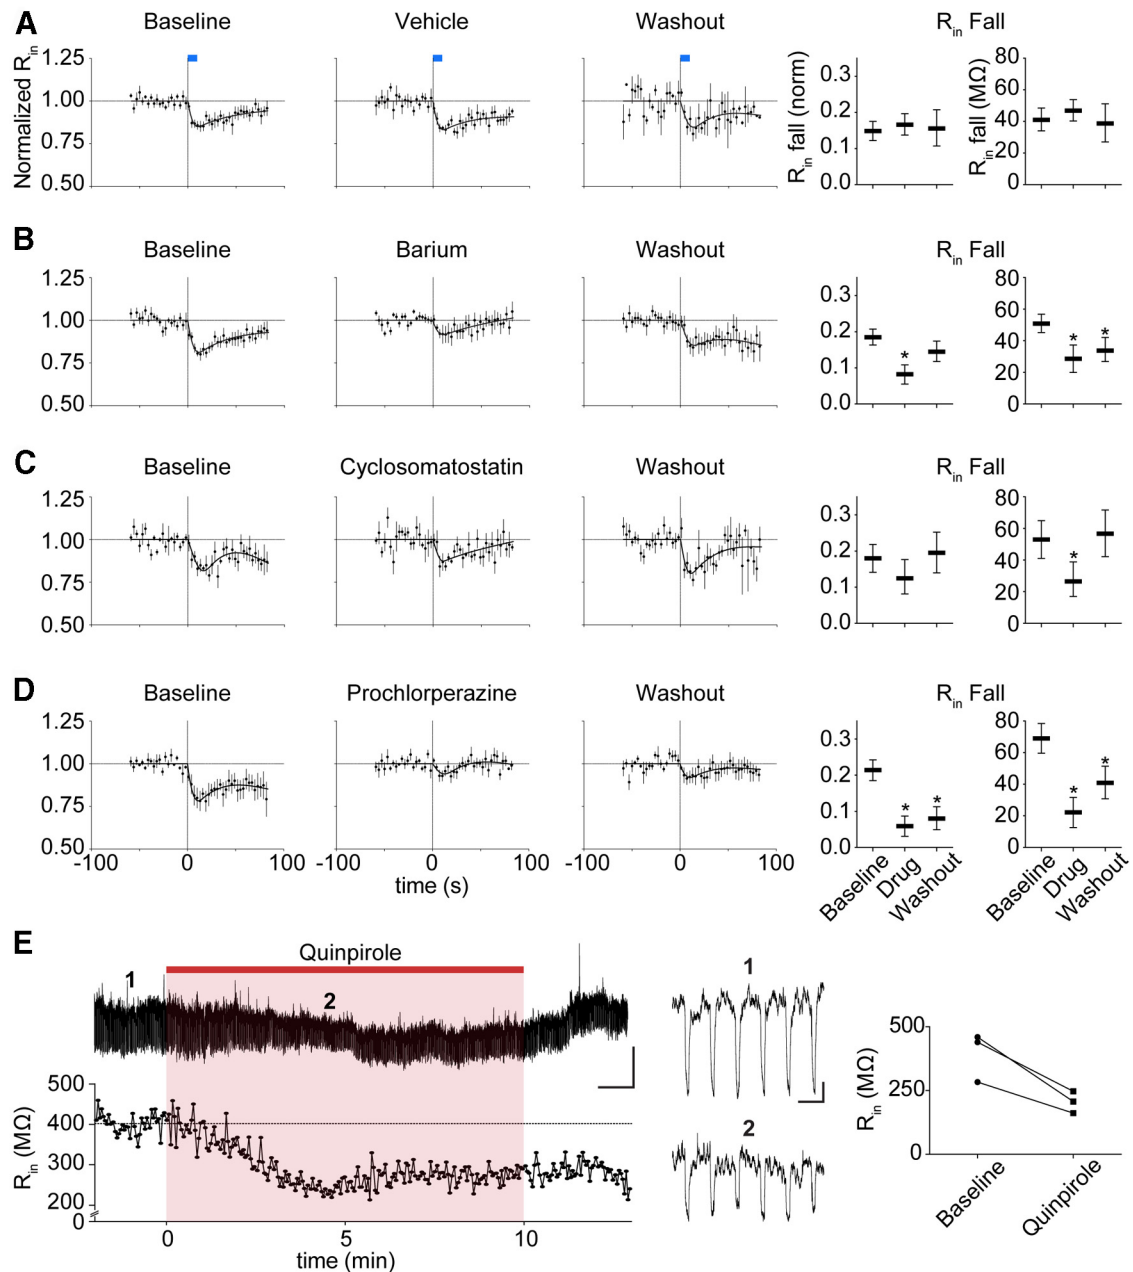 A
Baseline
Vehicle
Washout
Rin Fall
Normalized Rin
1.25
1.00
0.75
0.50
Rin fall (norm)
0.3
0.2
0.1
0.0
Rin fall (MΩ)
80
60
40
20
0
B
Baseline
Barium
Washout
Rin Fall
1.25
1.00
0.75
0.50
0.3
0.2
0.1
0.0
*
80
60
40
20
0
* *
C
Baseline
Cyclosomatostatin
Washout
Rin Fall
1.25
1.00
0.75
0.50
0.3
0.2
0.1
0.0
80
60
40
20
0
*
D
Baseline
Prochlorperazine
Washout
Rin Fall
1.25
1.00
0.75
0.50
-100 0 100
-100 0 100
-100 0 100
time (s)
0.3
0.2
0.1
0.0
* *
Baseline
Drug
Washout
80
60
40
20
0
* *
Baseline
Drug
Washout
E
Quinpirole
1
2
Rin (MΩ)
500
400
300
200
0
0 5 10
time (min)
1
2
Rin (MΩ)
500
250
0
Baseline
Quinpirole